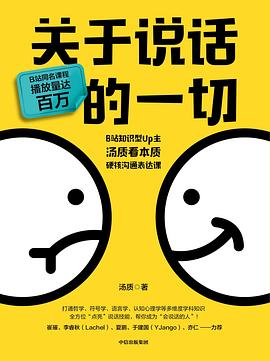 关于说话
的一切
B站同名课程
播放量达
百万
B站知识型Up主
汤质看本质
硬核沟通表达课
汤质 著
打通哲学、符号学、语言学、认知心理学等多维度学科知识
全方位“点亮”说话技能，帮你成为“会说话的人”！
崔璀、李睿秋（Lachel）、夏鹏、于建国（YJango）、亦仁 ——力荐
中信出版集团